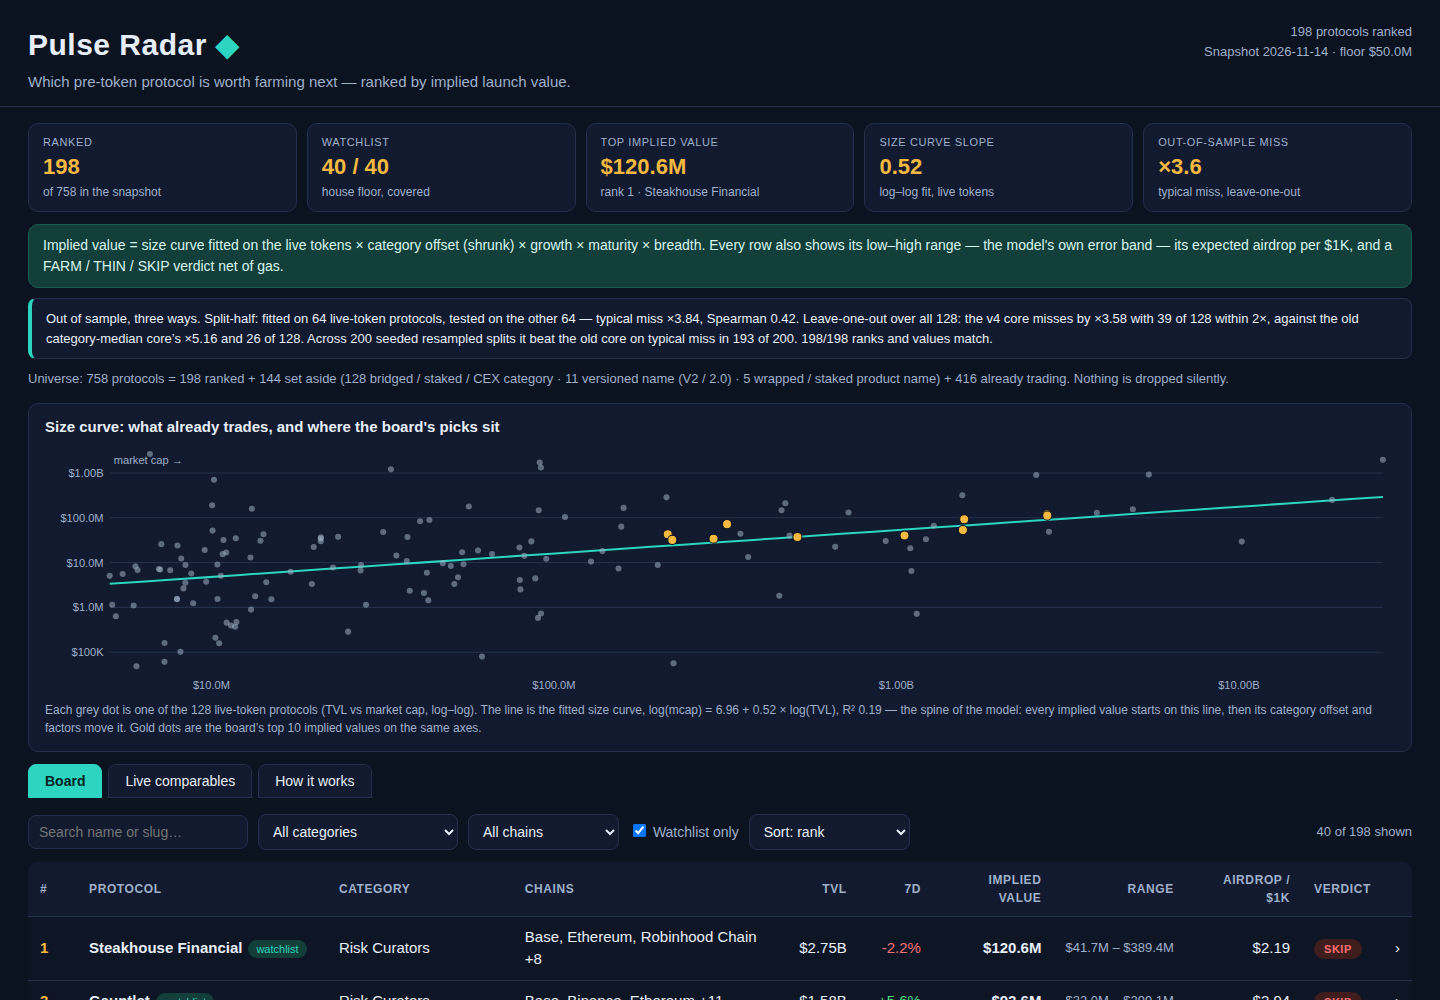 Pulse Radar
198 protocols ranked
Snapshot 2026-11-14 · floor $50.0M
Which pre-token protocol is worth farming next — ranked by implied launch value.
RANKED
198
of 758 in the snapshot
WATCHLIST
40 / 40
house floor, covered
TOP IMPLIED VALUE
$120.6M
rank 1 · Steakhouse Financial
SIZE CURVE SLOPE
0.52
log–log fit, live tokens
OUT-OF-SAMPLE MISS
×3.6
typical miss, leave-one-out
Implied value = size curve fitted on the live tokens × category offset (shrunk) × growth × maturity × breadth. Every row also shows its low–high range — the model's own error band — its expected airdrop per $1K, and a
FARM / THIN / SKIP verdict net of gas.
Out of sample, three ways. Split-half: fitted on 64 live-token protocols, tested on the other 64 — typical miss ×3.84, Spearman 0.42. Leave-one-out over all 128: the v4 core misses by ×3.58 with 39 of 128 within 2×, against the old
category-median core's ×5.16 and 26 of 128. Across 200 seeded resampled splits it beat the old core on typical miss in 193 of 200. 198/198 ranks and values match.
Universe: 758 protocols = 198 ranked + 144 set aside (128 bridged / staked / CEX category · 11 versioned name (V2 / 2.0) · 5 wrapped / staked product name) + 416 already trading. Nothing is dropped silently.
Size curve: what already trades, and where the board's picks sit
market cap →
$1.00B
$100.0M
$10.0M
$1.0M
$100K
$10.0M
$100.0M
$1.00B
$10.00B
Each grey dot is one of the 128 live-token protocols (TVL vs market cap, log–log). The line is the fitted size curve, log(mcap) = 6.96 + 0.52 × log(TVL), R² 0.19 — the spine of the model: every implied value starts on this line, then its category offset and
factors move it. Gold dots are the board's top 10 implied values on the same axes.
Board
Live comparables
How it works
Search name or slug…
All categories
All chains
Watchlist only
Sort: rank
40 of 198 shown
# PROTOCOL CATEGORY CHAINS TVL 7D IMPLIED VALUE RANGE AIRDROP / $1K VERDICT
1 Steakhouse Financial watchlist Risk Curators Base, Ethereum, Robinhood Chain +8 $2.75B -2.2% $120.6M $41.7M – $389.4M $2.19 SKIP ›